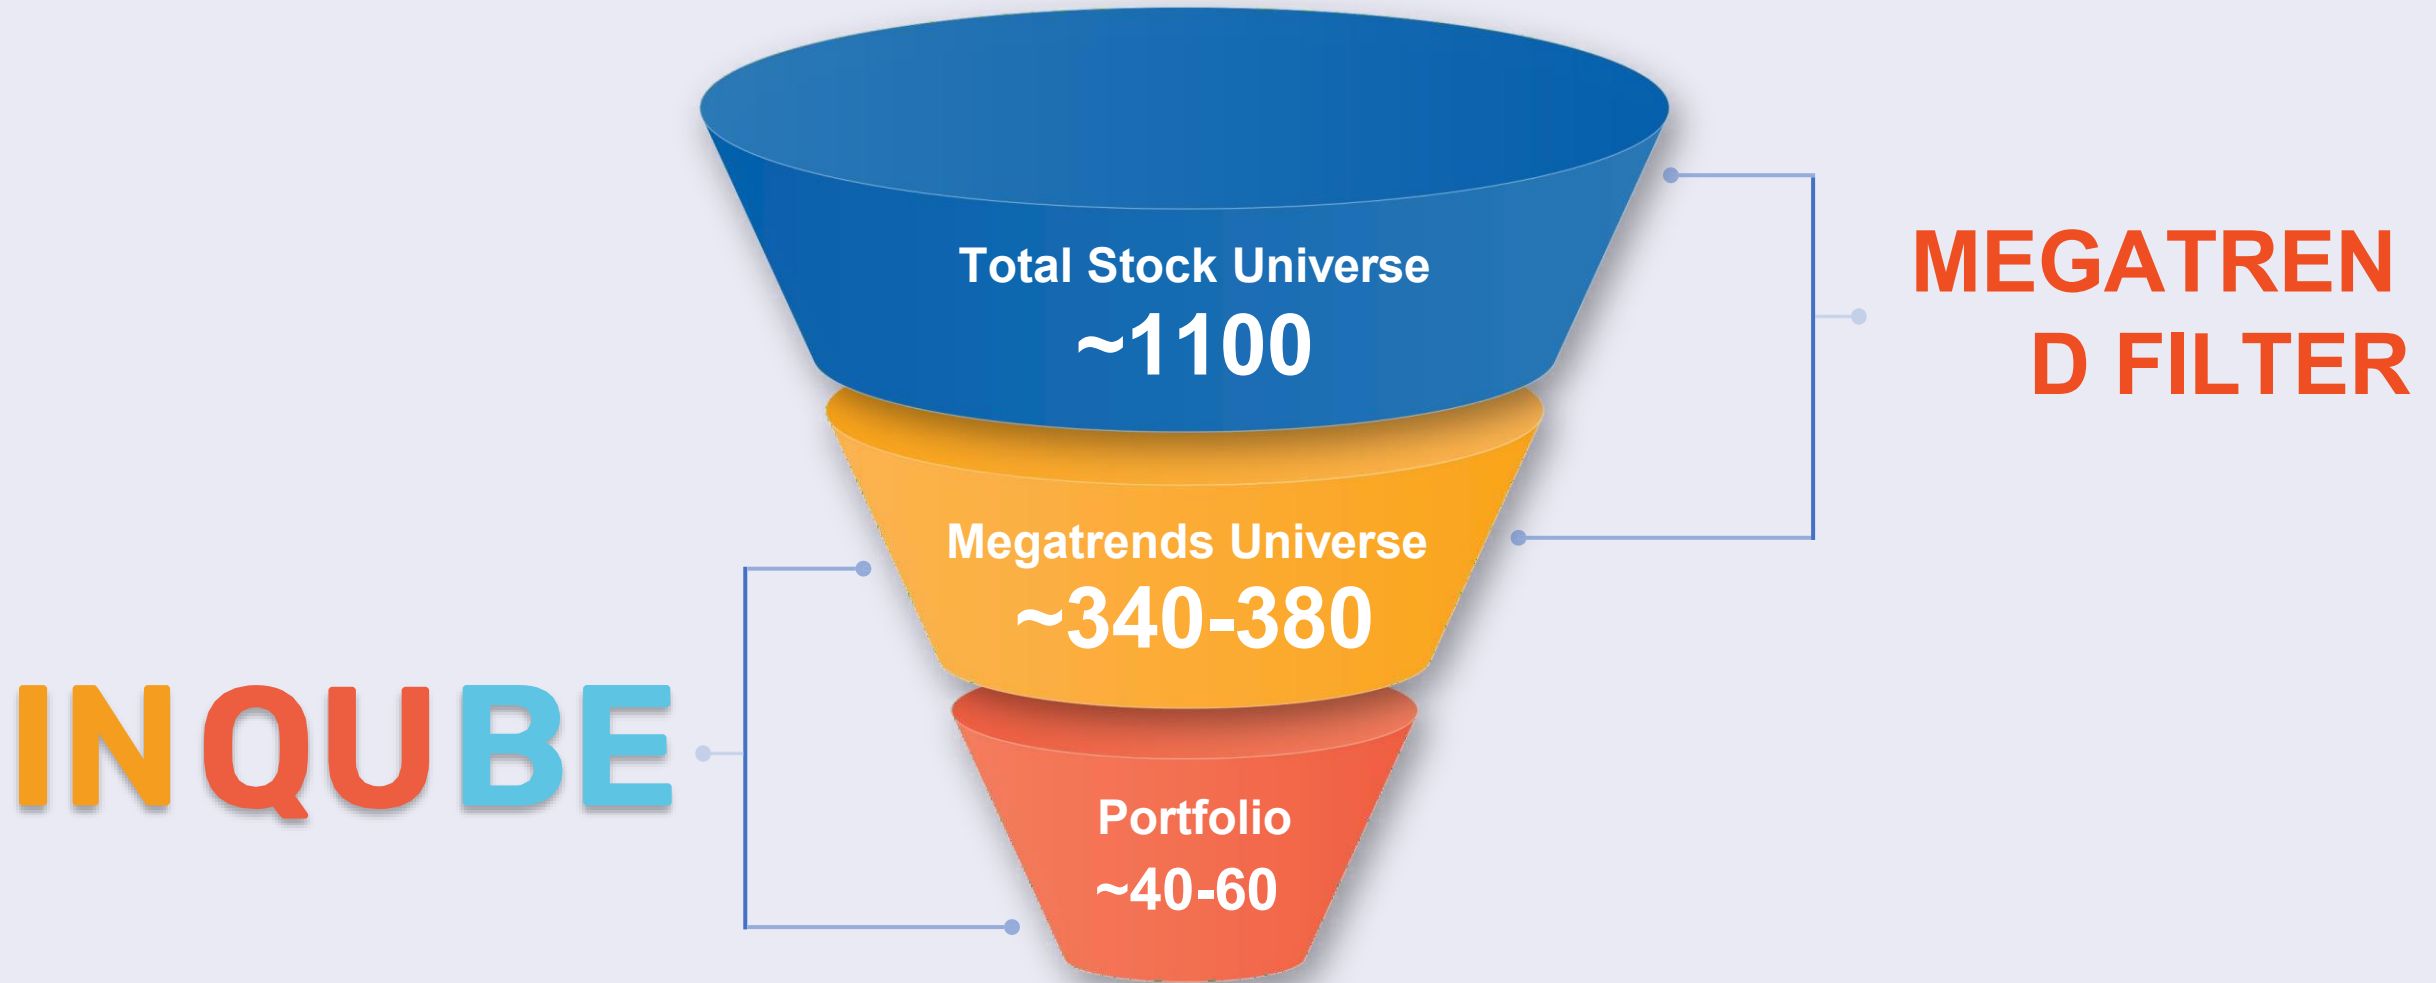 Total Stock Universe
~1100
MEGATREN
D FILTER
Megatrends Universe
~340-380
INQUBE
Portfolio
~40-60